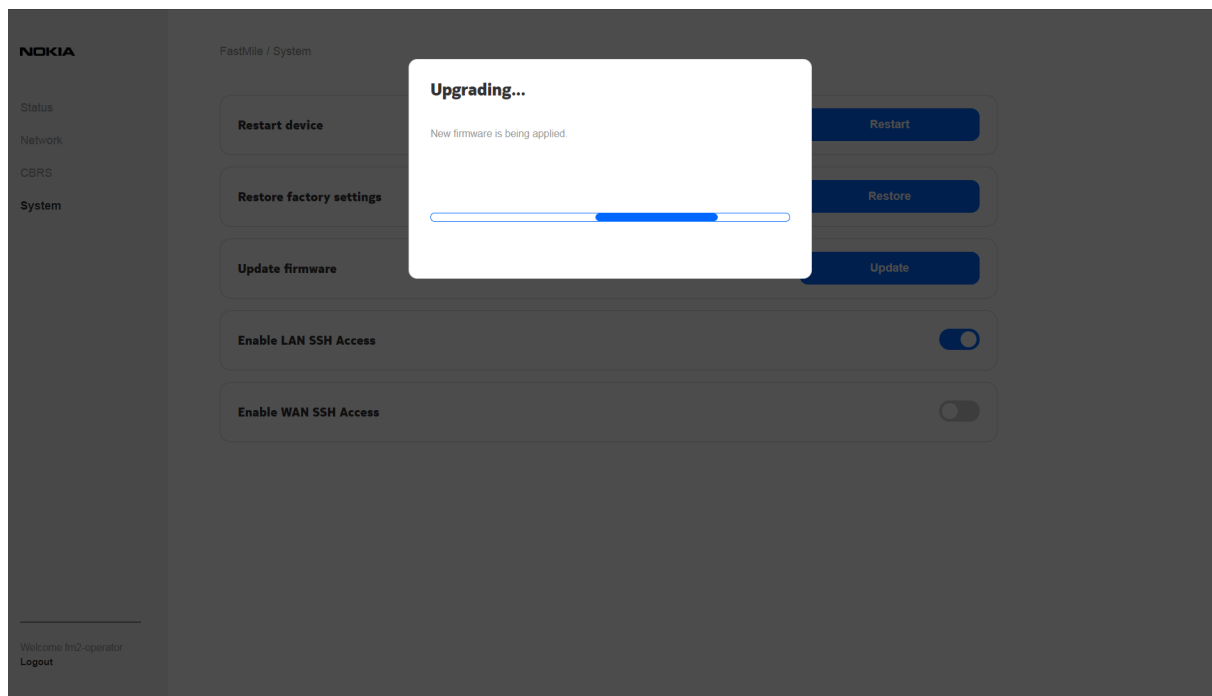 NOKIA
FastMile / System
Status
Network
CBRS
System
Upgrading...
New firmware is being applied.
Restart device
Restart
Restore factory settings
Restore
Update firmware
Update
Enable LAN SSH Access
Enable WAN SSH Access
Welcome fm2-operator
Logout